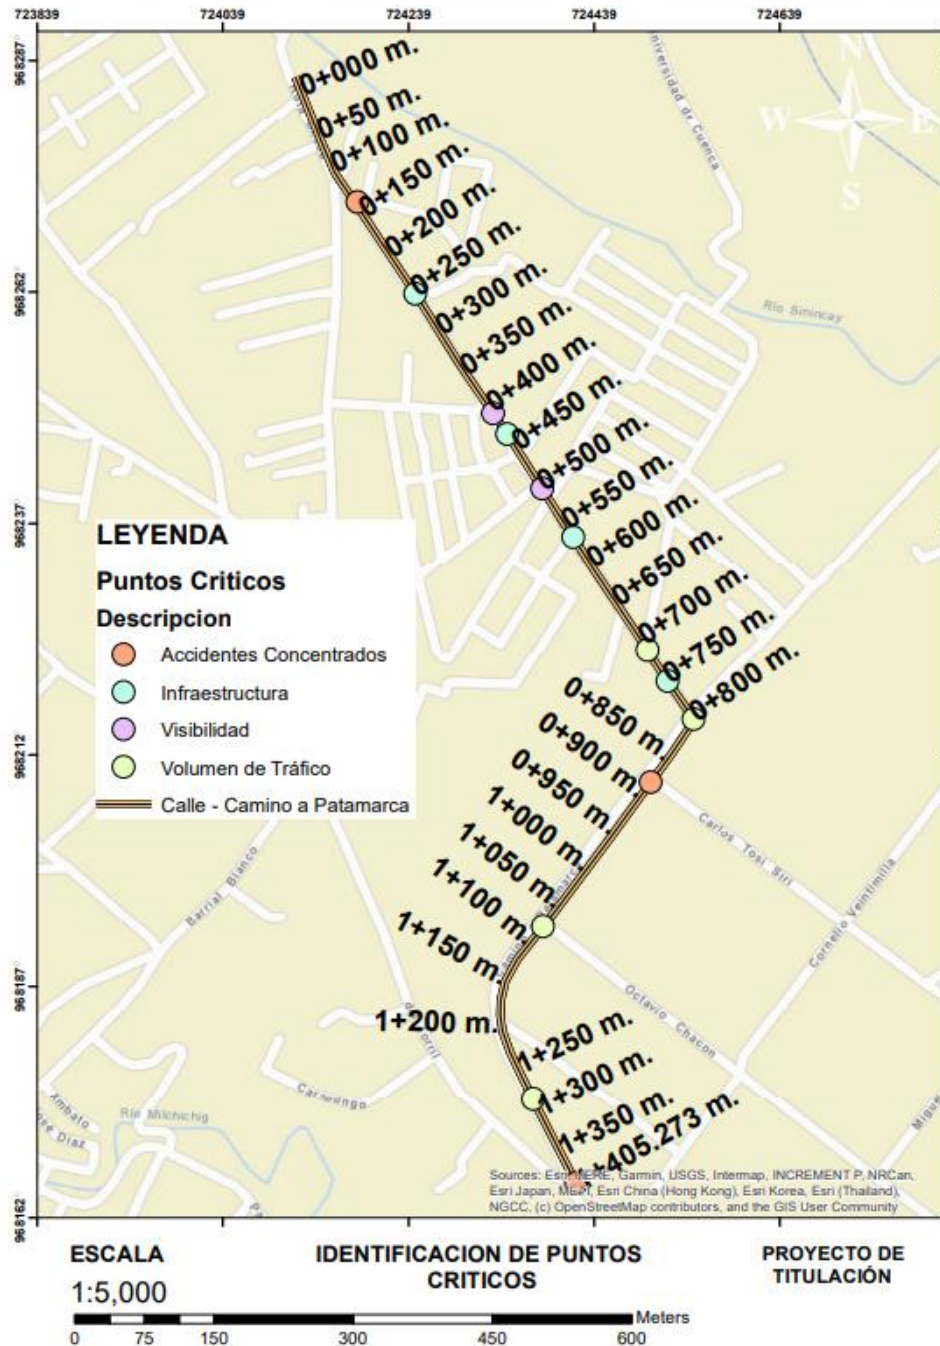 723839 724039 724239 724439 724639
968287
968262
968237
968212
968187
968162
N
W E
S
0+000 m.
0+50 m.
0+100 m.
0+150 m.
0+200 m.
0+250 m.
0+300 m.
0+350 m.
0+400 m.
0+450 m.
0+500 m.
0+550 m.
0+600 m.
0+650 m.
0+700 m.
0+750 m.
0+800 m.
0+850 m.
0+900 m.
0+950 m.
1+000 m.
1+050 m.
1+100 m.
1+150 m.
1+200 m.
1+250 m.
1+300 m.
1+350 m.
1+405.273 m.
Río Sinincay
Carlos Tosi Siri
Cornelio Veintimilla
Octavio Chacon
Barrial Blanco
Carmeringo
Ambato
Río Milchichig
LEYENDA
Puntos Criticos
Descripcion
Accidentes Concentrados
Infraestructura
Visibilidad
Volumen de Tráfico
Calle - Camino a Patamarca
Sources: Esri, HERE, Garmin, USGS, Intermap, INCREMENT P, NRCan,
Esri Japan, METI, Esri China (Hong Kong), Esri Korea, Esri (Thailand),
NGCC, (c) OpenStreetMap contributors, and the GIS User Community
ESCALA
1:5,000
0 75 150 300 450 600
Meters
IDENTIFICACION DE PUNTOS
CRITICOS
PROYECTO DE
TITULACIÓN